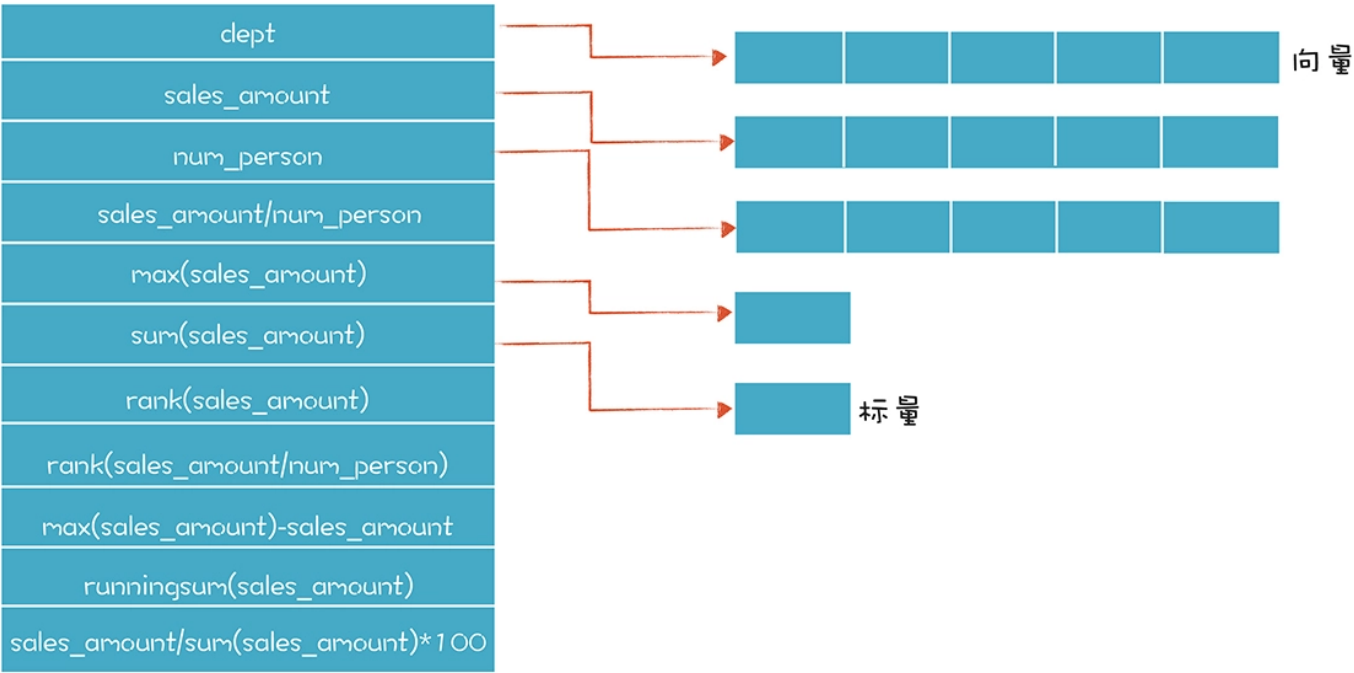 dept
向量
sales_amount
num_person
sales_amount/num_person
max(sales_amount)
sum(sales_amount)
标量
rank(sales_amount)
rank(sales_amount/num_person)
max(sales_amount)-sales_amount
runningsum(sales_amount)
sales_amount/sum(sales_amount)*100